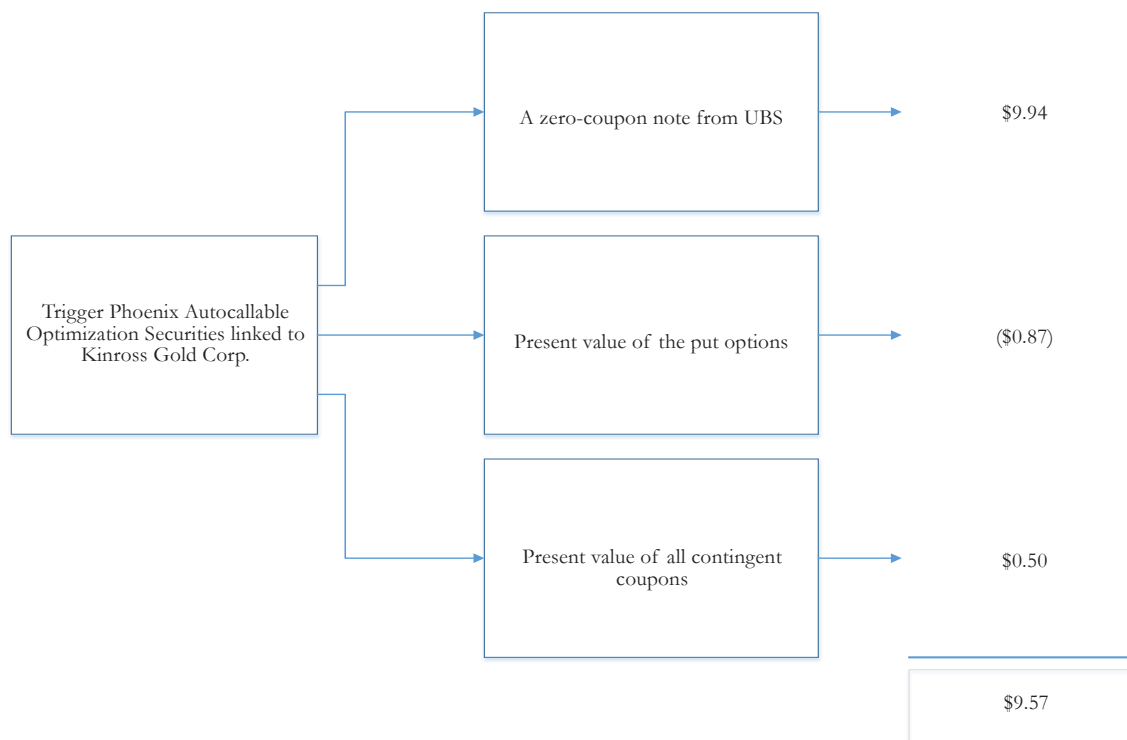 A zero-coupon note from UBS
$9.94
Trigger Phoenix Autocallable
Optimization Securities linked to
Kinross Gold Corp.
Present value of the put options
($0.87)
Present value of all contingent
coupons
$0.50
$9.57